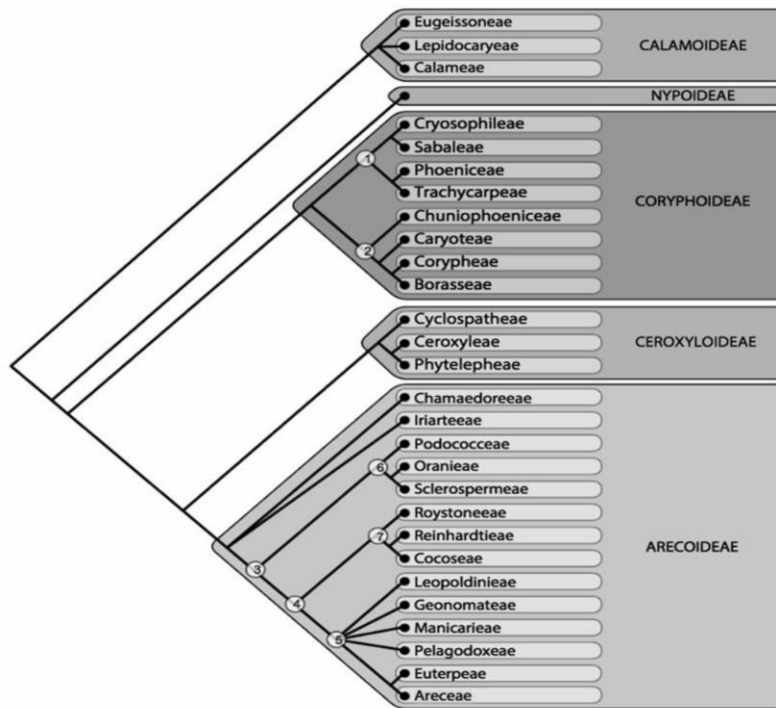 Eugeissoneae
Lepidocaryeae
CALAMOIDEAE
Calameae
NYPOIDEAE
Cryosophileae
Sabaleae
1
Phoeniceae
Trachycarpeae
CORYPHOIDEAE
Chuniophoeniceae
2
Caryoteae
Corypheae
Borasseae
Cyclospatheae
Ceroxyleae
CEROXYLOIDEAE
Phytelepheae
Chamaedoreeae
Iriarteeae
Podococceae
6
Oranieae
Sclerospermeae
Roystoneeae
7
Reinhardtieae
ARECOIDEAE
Cocoseae
3
Leopoldinieae
4
Geonomateae
Manicarieae
5
Pelagodoxeae
Euterpeae
Areceae